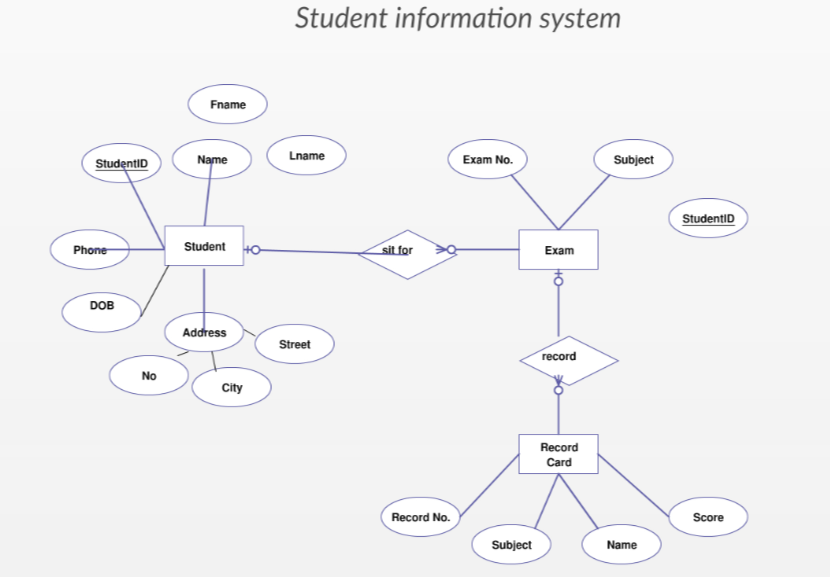 Student information system
Fname
StudentID
Name
Lname
Exam No.
Subject
StudentID
Phone
Student
sit for
Exam
DOB
Address
Street
No
City
record
Record
Card
Record No.
Subject
Name
Score